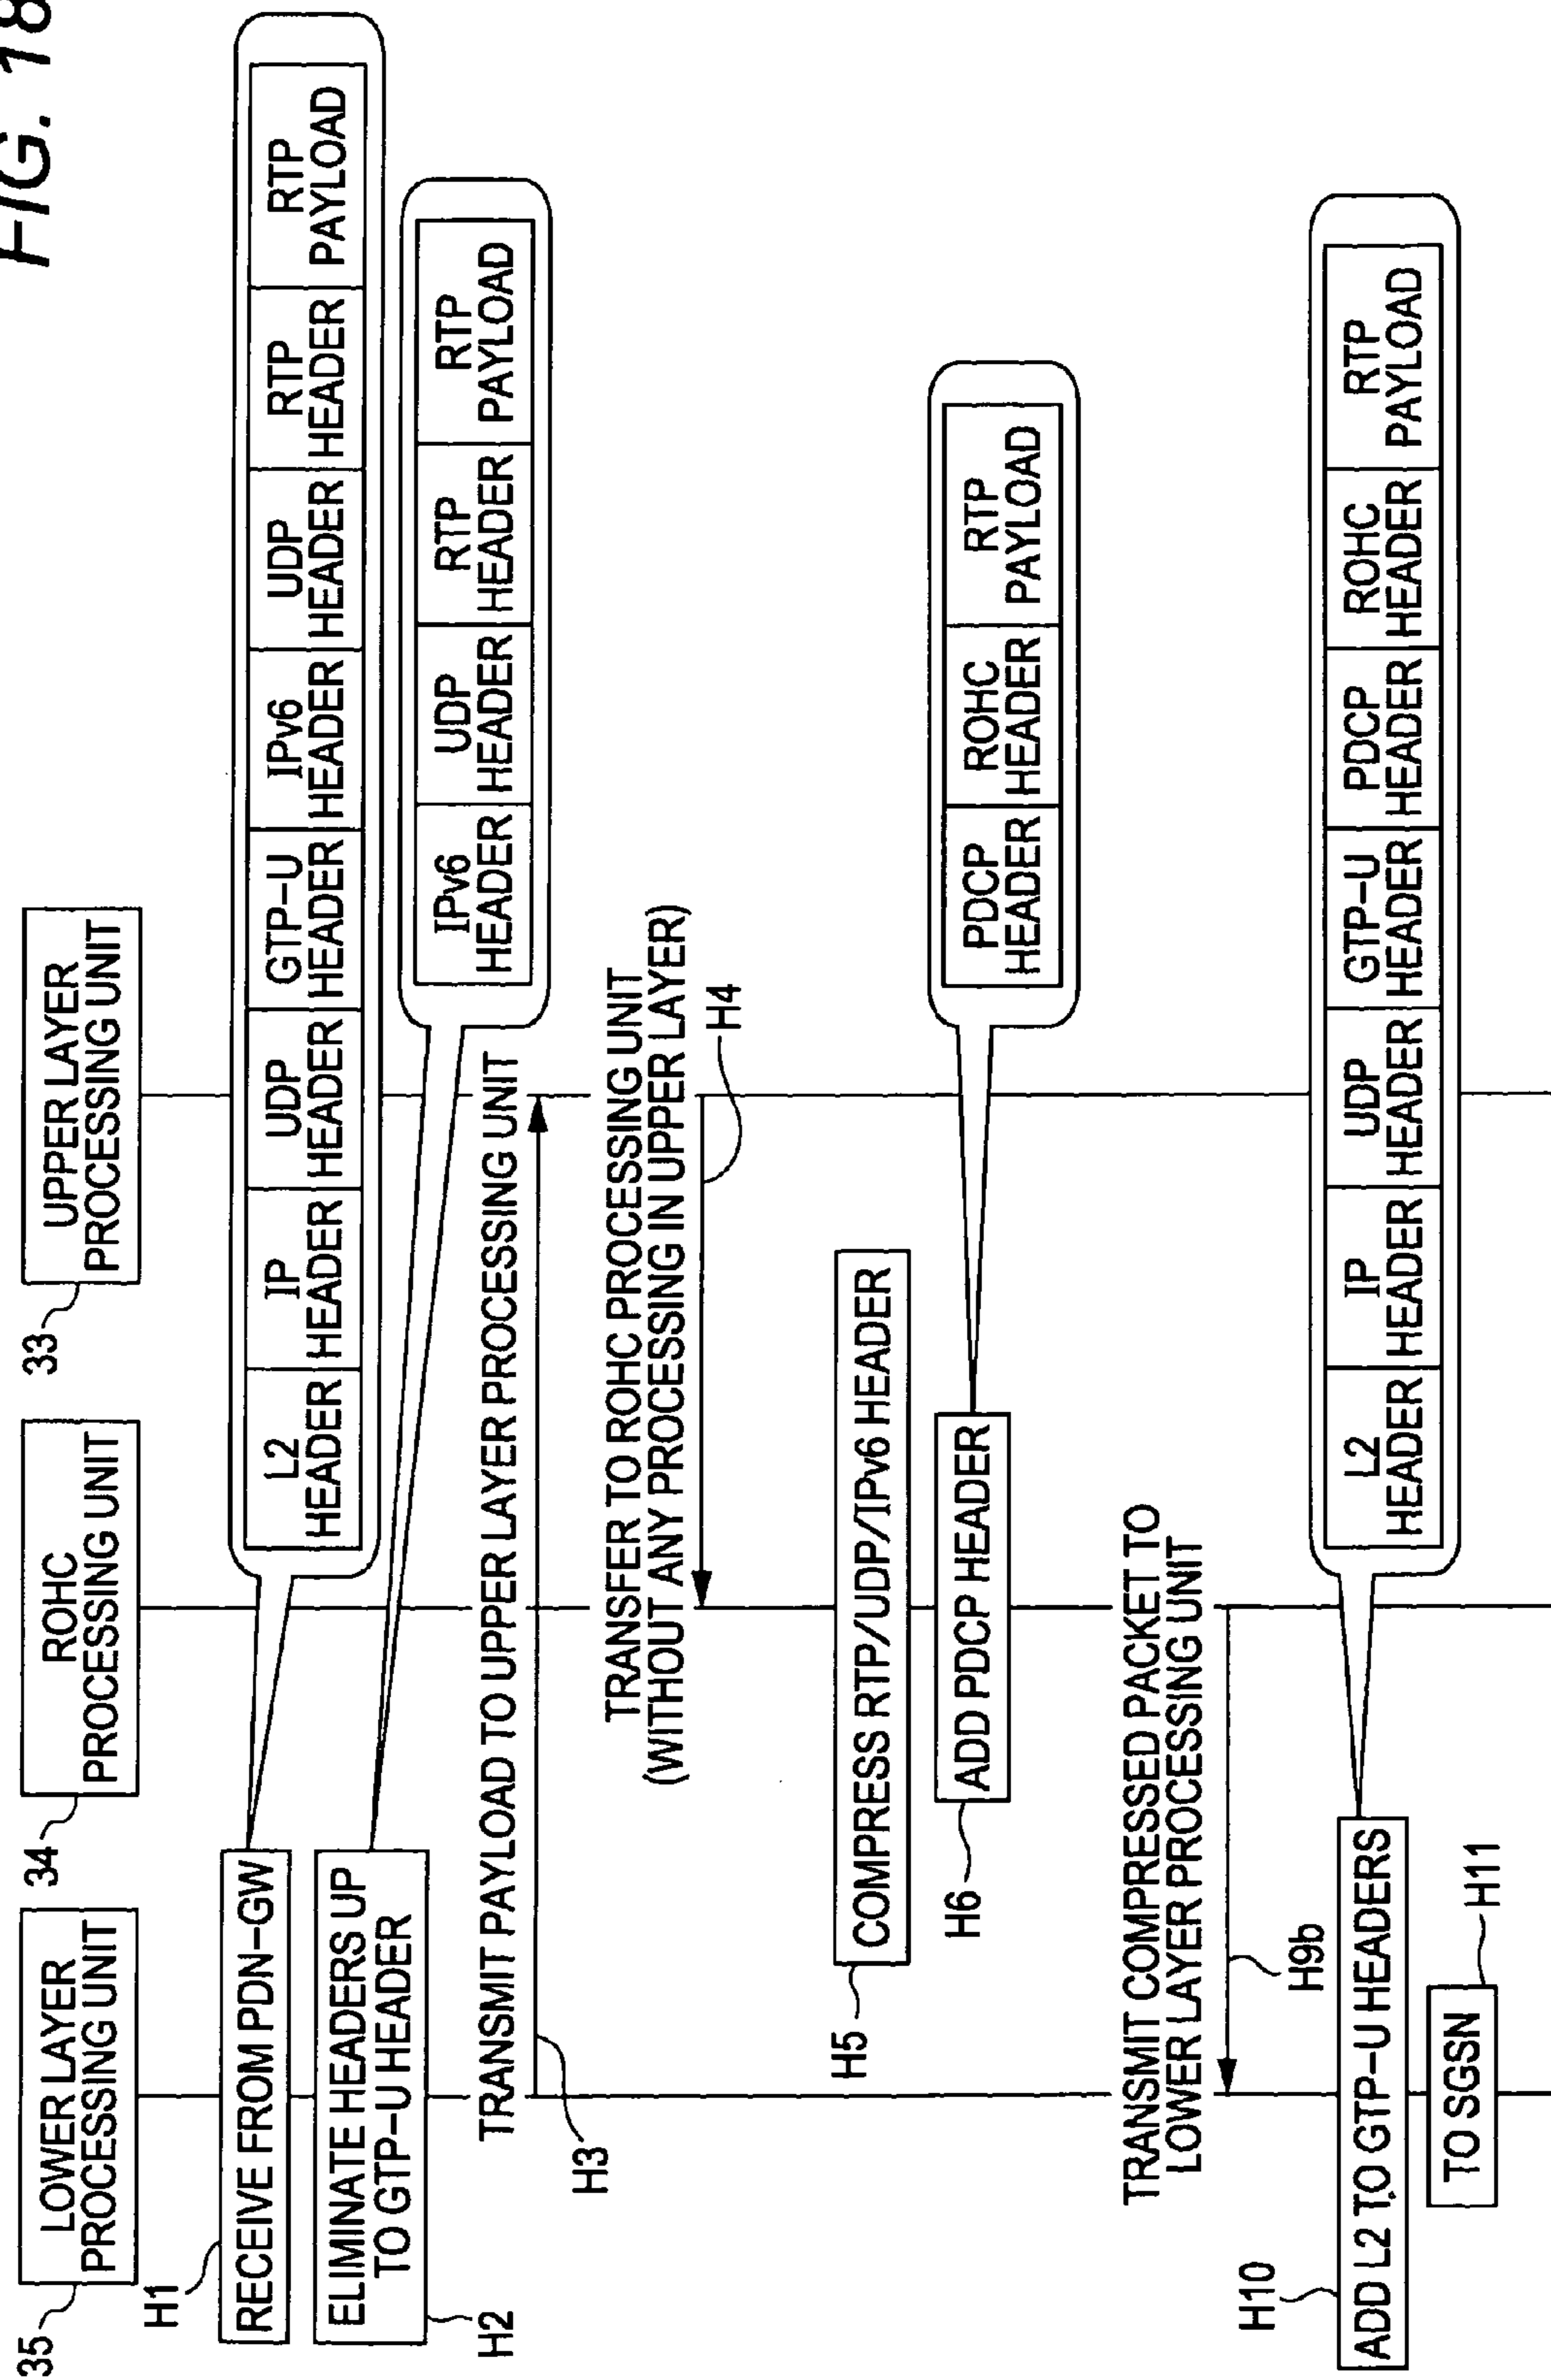 FIG. 18
35
LOWER LAYER
PROCESSING UNIT
34
ROHC
PROCESSING UNIT
33
UPPER LAYER
PROCESSING UNIT
H1
RECEIVE FROM PDN-GW
L2
HEADER
IP
HEADER
UDP
HEADER
GTP-U
HEADER
IPv6
HEADER
UDP
HEADER
RTP
HEADER
RTP
PAYLOAD
H2
ELIMINATE HEADERS UP
TO GTP-U HEADER
IPv6
HEADER
UDP
HEADER
RTP
HEADER
RTP
PAYLOAD
TRANSMIT PAYLOAD TO UPPER LAYER PROCESSING UNIT
H3
TRANSFER TO ROHC PROCESSING UNIT
(WITHOUT ANY PROCESSING IN UPPER LAYER)
H4
H5
COMPRESS RTP/UDP/IPv6 HEADER
H6
ADD PDCP HEADER
PDCP
HEADER
ROHC
HEADER
RTP
PAYLOAD
TRANSMIT COMPRESSED PACKET TO
LOWER LAYER PROCESSING UNIT
H9b
H10
ADD L2 TO GTP-U HEADERS
L2
HEADER
IP
HEADER
UDP
HEADER
GTP-U
HEADER
PDCP
HEADER
ROHC
HEADER
RTP
PAYLOAD
TO SGSN
H11